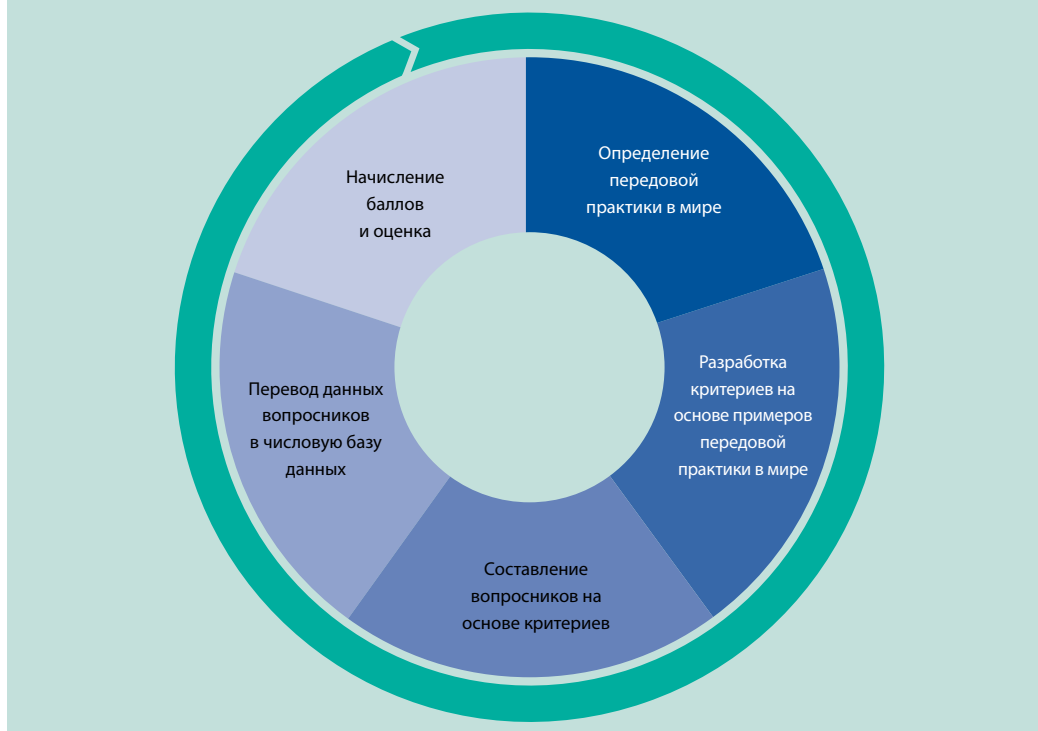 Определение
передовой
практики в мире
Разработка
критериев на
основе примеров
передовой
практики в мире
Составление
вопросников на
основе критериев
Перевод данных
вопросников
в числовую базу
данных
Начисление
баллов
и оценка